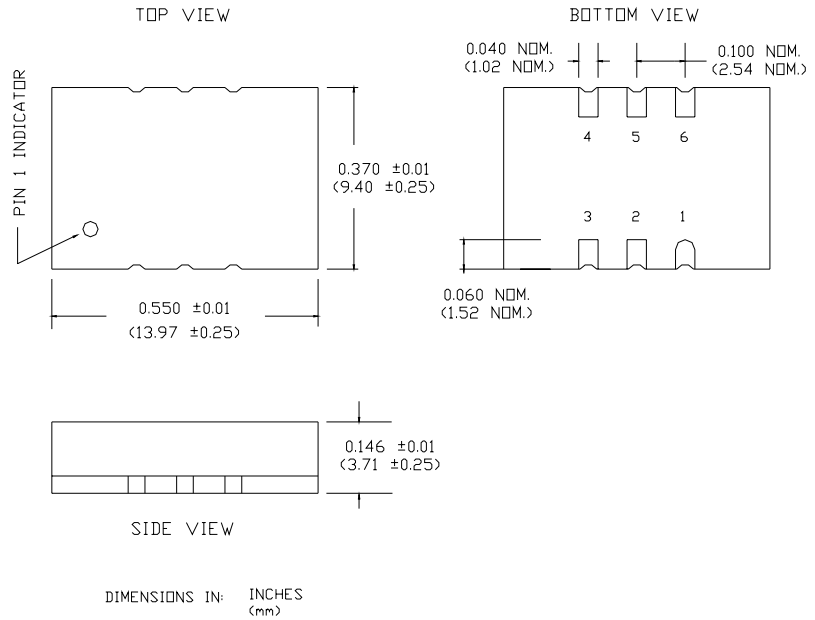 TOP VIEW
BOTTOM VIEW
0.040 NOM.
(1.02 NOM.)
0.100 NOM.
(2.54 NOM.)
PIN 1 INDICATOR
4 5 6
0.370 ±0.01
(9.40 ±0.25)
3 2 1
0.060 NOM.
(1.52 NOM.)
0.550 ±0.01
(13.97 ±0.25)
0.146 ±0.01
(3.71 ±0.25)
SIDE VIEW
DIMENSIONS IN: INCHES
(mm)